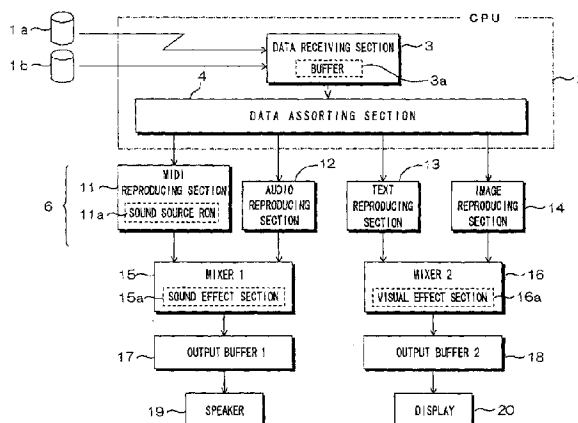 CPU
1a
1b
DATA RECEIVING SECTION
BUFFER
3
3a
4
DATA ASSORTING SECTION
6
11
MIDI
REPRODUCING SECTION
11a
SOUND SOURCE RON
12
AUDIO
REPRODUCING
SECTION
13
TEXT
REPRODUCING
SECTION
IMAGE
REPRODUCING
SECTION
14
15
MIXER 1
15a
SOUND EFFECT SECTION
MIXER 2
16
VISUAL EFFECT SECTION
16a
17
OUTPUT BUFFER 1
OUTPUT BUFFER 2
18
19
SPEAKER
DISPLAY
20